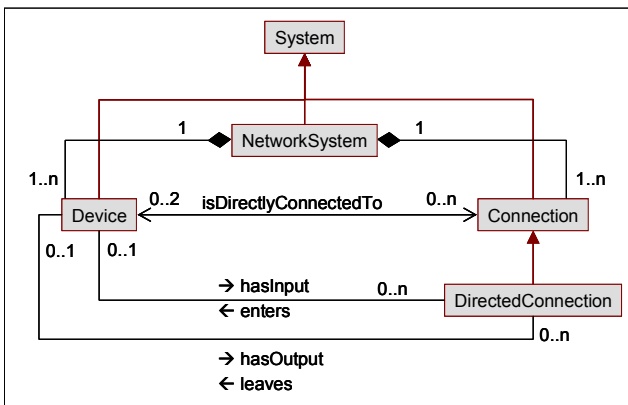 System
1
NetworkSystem
1
1..n
1..n
Device
0..2
isDirectlyConnectedTo
0..n
Connection
0..1
0..1
→ hasInput
0..n
DirectedConnection
← enters
0..n
→ hasOutput
← leaves